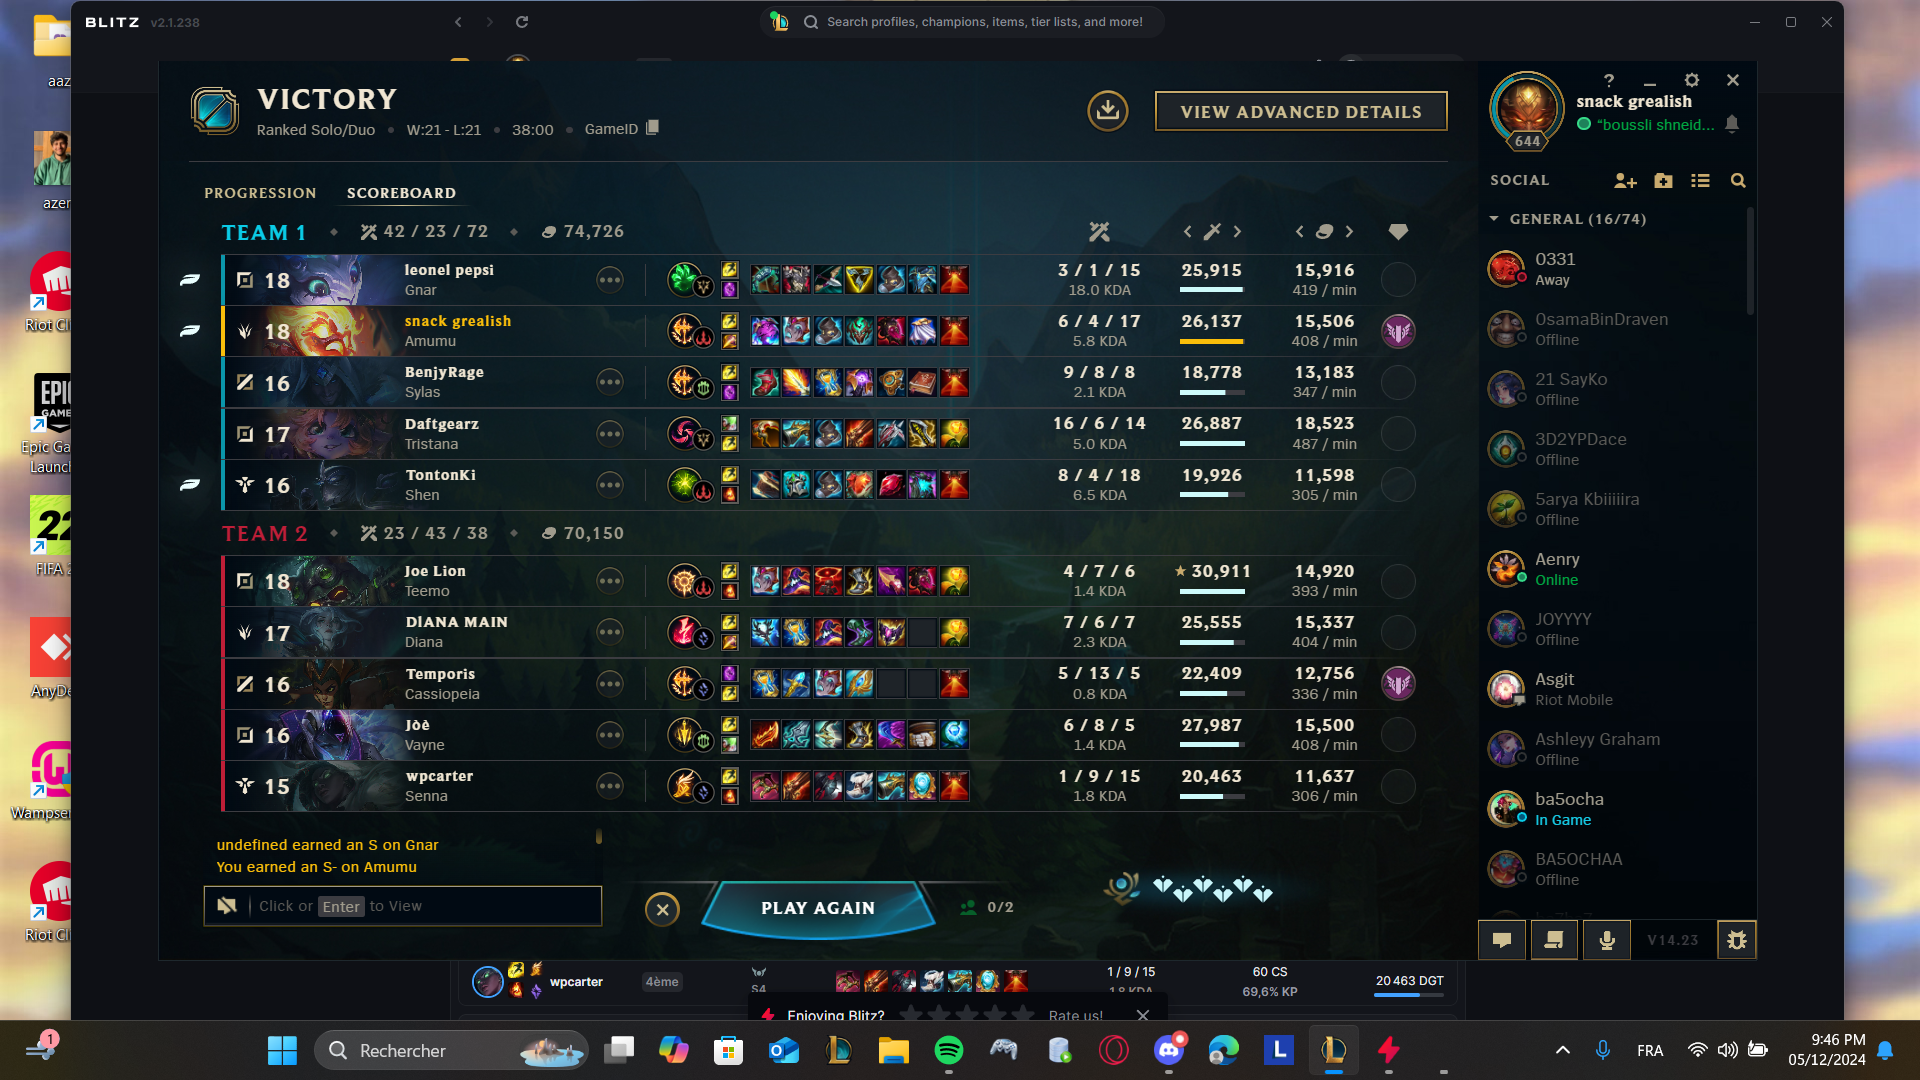 BLITZ v2.1.238
Search profiles, champions, items, tier lists, and more!
aaz
azer
Riot Cl
EPIC
GAMES
Epic Ga
Launch
22
FIFA 2
AnyDe
Wampser
Riot Cl
VICTORY
Ranked Solo/Duo • W:21 - L:21 • 38:00 • GameID
VIEW ADVANCED DETAILS
PROGRESSION SCOREBOARD
TEAM 1 42 / 23 / 72 74,726
18 leonel pepsi 3 / 1 / 15 25,915 15,916
Gnar 18.0 KDA 419 / min
18 snack grealish 6 / 4 / 17 26,137 15,506
Amumu 5.8 KDA 408 / min
16 BenjyRage 9 / 8 / 8 18,778 13,183
Sylas 2.1 KDA 347 / min
17 Daftgearz 16 / 6 / 14 26,887 18,523
Tristana 5.0 KDA 487 / min
16 TontonKi 8 / 4 / 18 19,926 11,598
Shen 6.5 KDA 305 / min
TEAM 2 23 / 43 / 38 70,150
18 Joe Lion 4 / 7 / 6 30,911 14,920
Teemo 1.4 KDA 393 / min
17 DIANA MAIN 7 / 6 / 7 25,555 15,337
Diana 2.3 KDA 404 / min
16 Temporis 5 / 13 / 5 22,409 12,756
Cassiopeia 0.8 KDA 336 / min
16 Jòè 6 / 8 / 5 27,987 15,500
Vayne 1.4 KDA 408 / min
15 wpcarter 1 / 9 / 15 20,463 11,637
Senna 1.8 KDA 306 / min
undefined earned an S on Gnar
You earned an S- on Amumu
Click or Enter to View
PLAY AGAIN
0/2
snack grealish
"boussli shneid...
644
SOCIAL
GENERAL (16/74)
0331
Away
OsamaBinDraven
Offline
21 SayKo
Offline
3D2YPDace
Offline
5arya Kbiiiiira
Offline
Aenry
Online
JOYYYY
Offline
Asgit
Riot Mobile
Ashleyy Graham
Offline
ba5ocha
In Game
BA5OCHAA
Offline
V14.23
wpcarter 4ème S4 1 / 9 / 15 60 CS 20 463 DGT
1.8 KDA 69,6% KP
Enjoying Blitz? Rate us!
1
Rechercher
L
FRA
9:46 PM
05/12/2024